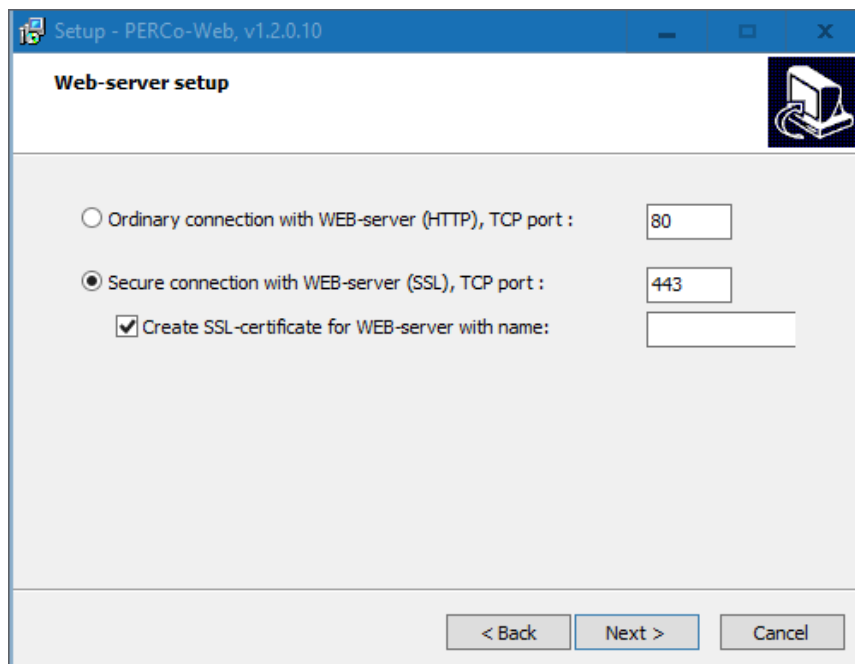 Setup - PERCo-Web, v1.2.0.10
Web-server setup
Ordinary connection with WEB-server (HTTP), TCP port : 80
Secure connection with WEB-server (SSL), TCP port : 443
Create SSL-certificate for WEB-server with name:
< Back Next > Cancel